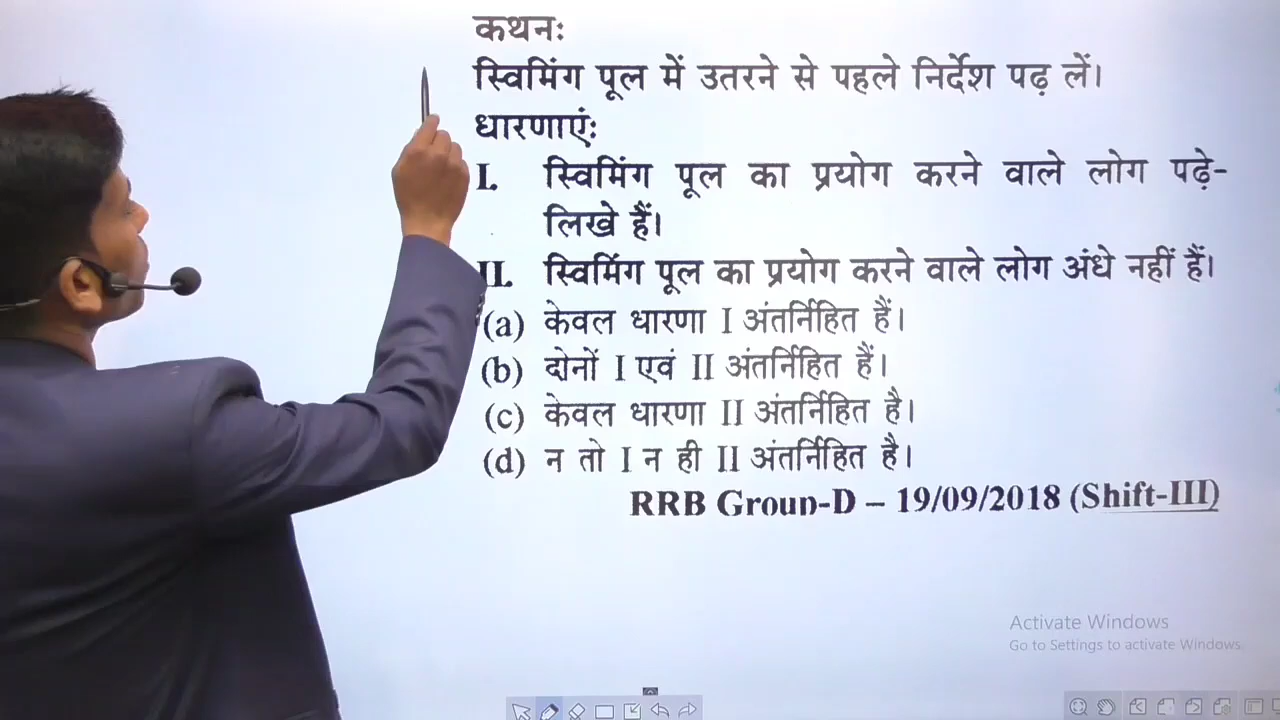 कथनः
स्विमिंग पूल में उतरने से पहले निर्देश पढ़ लें।
धारणाएंः
I. स्विमिंग पूल का प्रयोग करने वाले लोग पढ़े-
लिखे हैं।
II. स्विमिंग पूल का प्रयोग करने वाले लोग अंधे नहीं हैं।
(a) केवल धारणा I अंतर्निहित हैं।
(b) दोनों I एवं II अंतर्निहित हैं।
(c) केवल धारणा II अंतर्निहित है।
(d) न तो I न ही II अंतर्निहित है।
RRB Group-D – 19/09/2018 (Shift-III)
Activate Windows
Go to Settings to activate Windows.